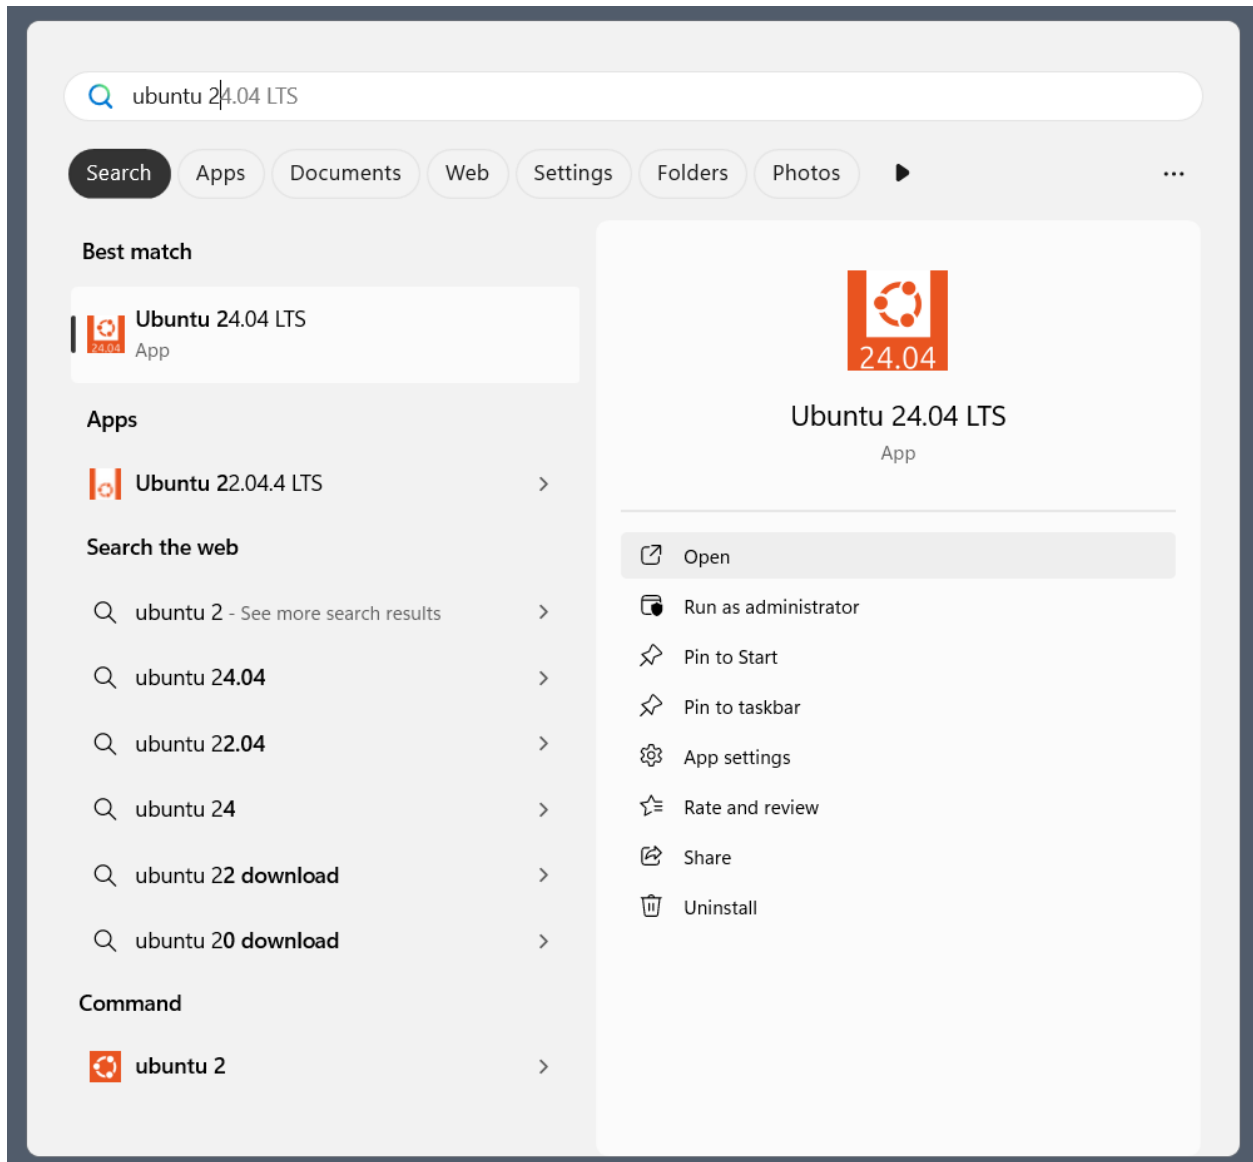 ubuntu 24.04 LTS
Search Apps Documents Web Settings Folders Photos
Best match
24.04
Ubuntu 24.04 LTS
App
Apps
Ubuntu 22.04.4 LTS
Search the web
ubuntu 2 - See more search results
ubuntu 24.04
ubuntu 22.04
ubuntu 24
ubuntu 22 download
ubuntu 20 download
Command
ubuntu 2
24.04
Ubuntu 24.04 LTS
App
Open
Run as administrator
Pin to Start
Pin to taskbar
App settings
Rate and review
Share
Uninstall